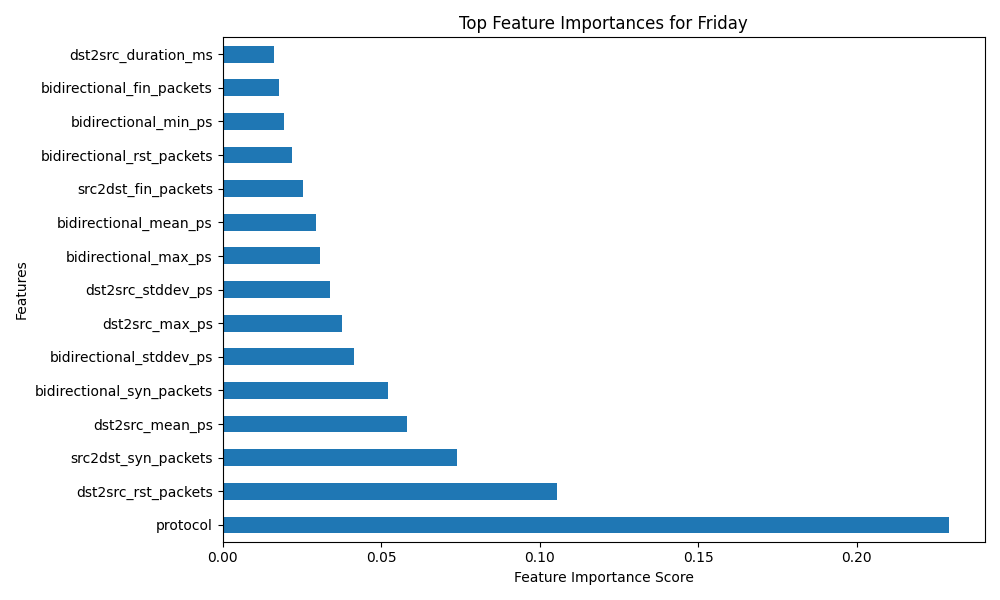 Top Feature Importances for Friday
Features
dst2src_duration_ms
bidirectional_fin_packets
bidirectional_min_ps
bidirectional_rst_packets
src2dst_fin_packets
bidirectional_mean_ps
bidirectional_max_ps
dst2src_stddev_ps
dst2src_max_ps
bidirectional_stddev_ps
bidirectional_syn_packets
dst2src_mean_ps
src2dst_syn_packets
dst2src_rst_packets
protocol
0.00 0.05 0.10 0.15 0.20
Feature Importance Score